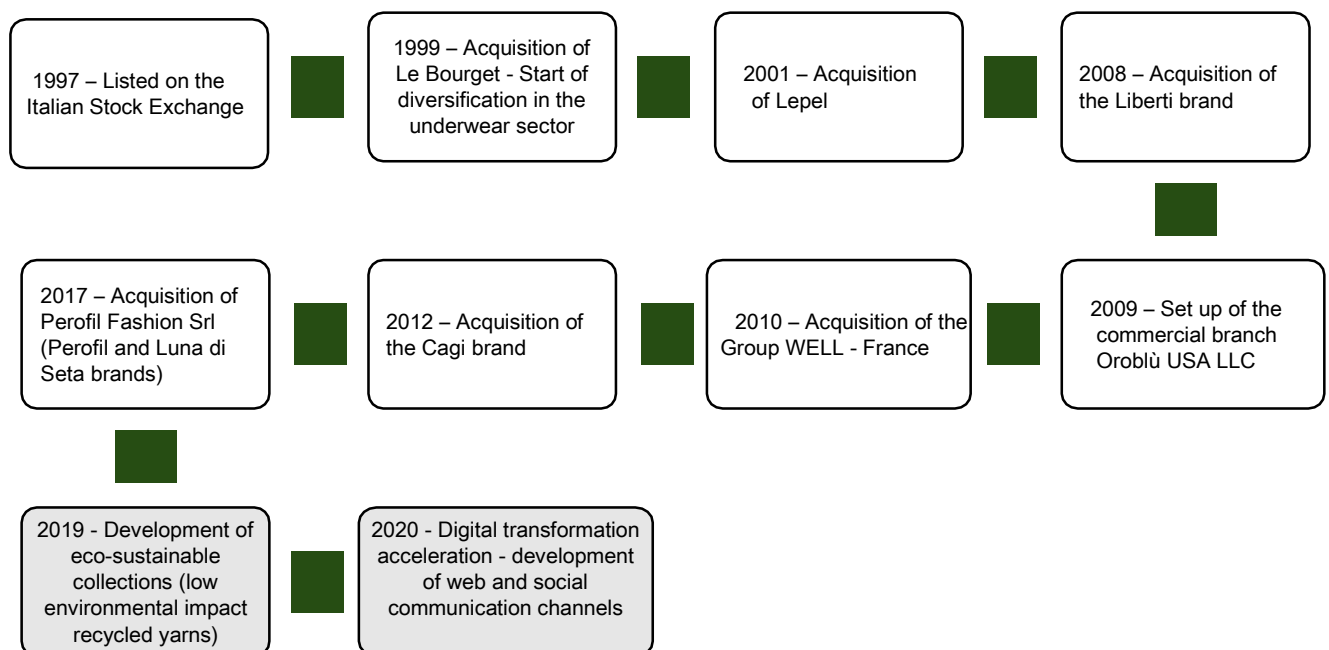 1997 – Listed on the
Italian Stock Exchange
1999 – Acquisition of
Le Bourget - Start of
diversification in the
underwear sector
2001 – Acquisition
of Lepel
2008 – Acquisition of
the Liberti brand
2009 – Set up of the
commercial branch
Oroblù USA LLC
2010 – Acquisition of the
Group WELL - France
2012 – Acquisition of
the Cagi brand
2017 – Acquisition of
Perofil Fashion Srl
(Perofil and Luna di
Seta brands)
2019 - Development of
eco-sustainable
collections (low
environmental impact
recycled yarns)
2020 - Digital transformation
acceleration - development
of web and social
communication channels